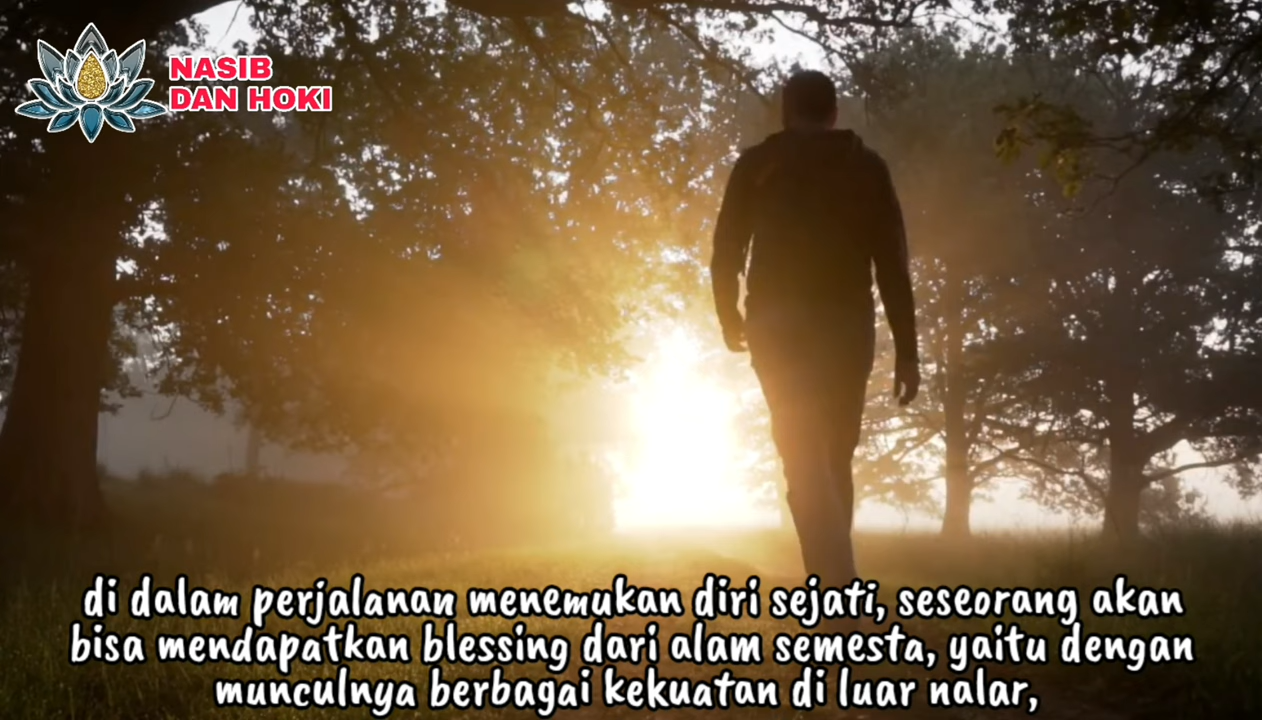 NASIB
DAN HOKI
di dalam perjalanan menemukan diri sejati, seseorang akan
bisa mendapatkan blessing dari alam semesta, yaitu dengan
munculnya berbagai kekuatan di luar nalar,